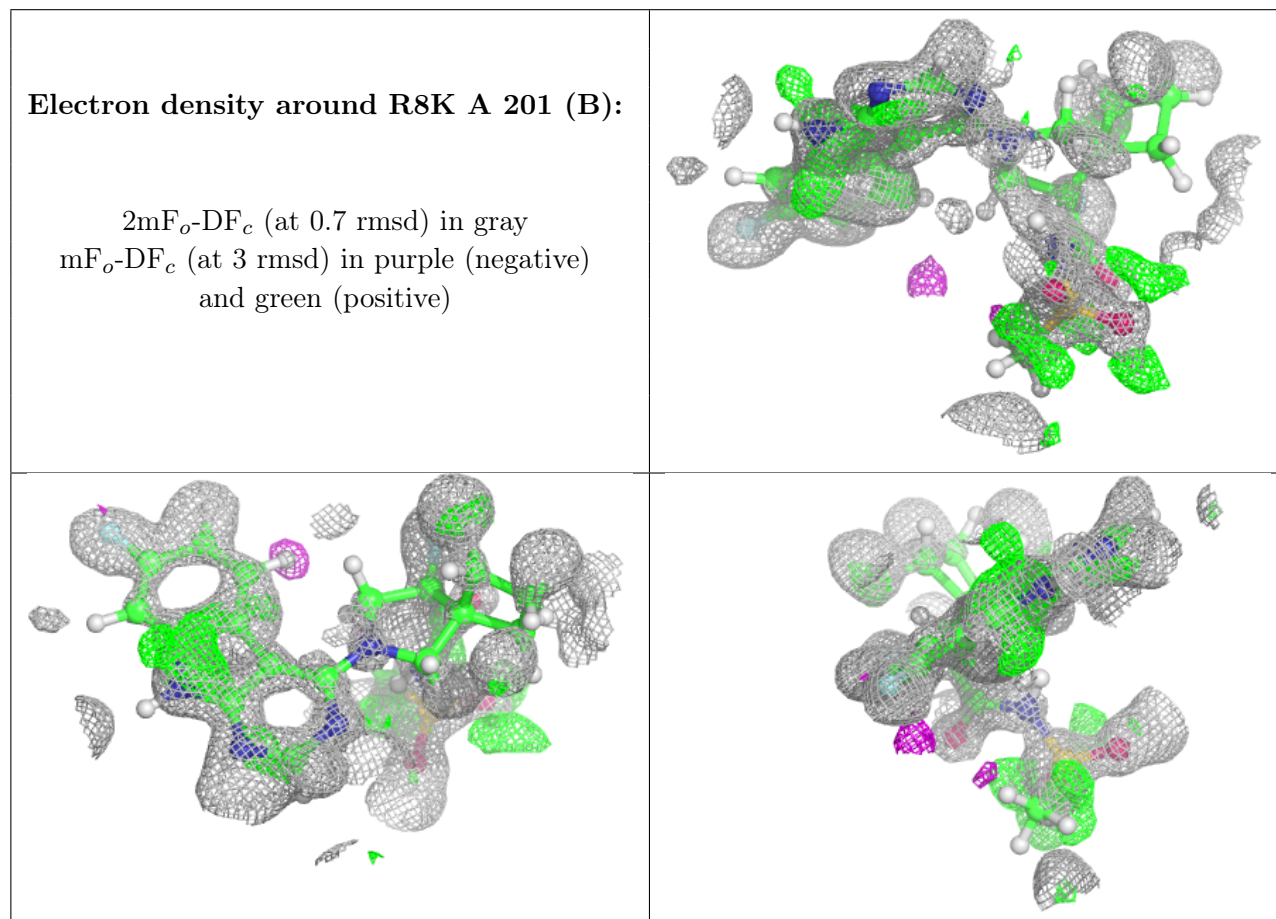 Electron density around R8K A 201 (B):
2mFo-DFc (at 0.7 rmsd) in gray
mFo-DFc (at 3 rmsd) in purple (negative)
and green (positive)